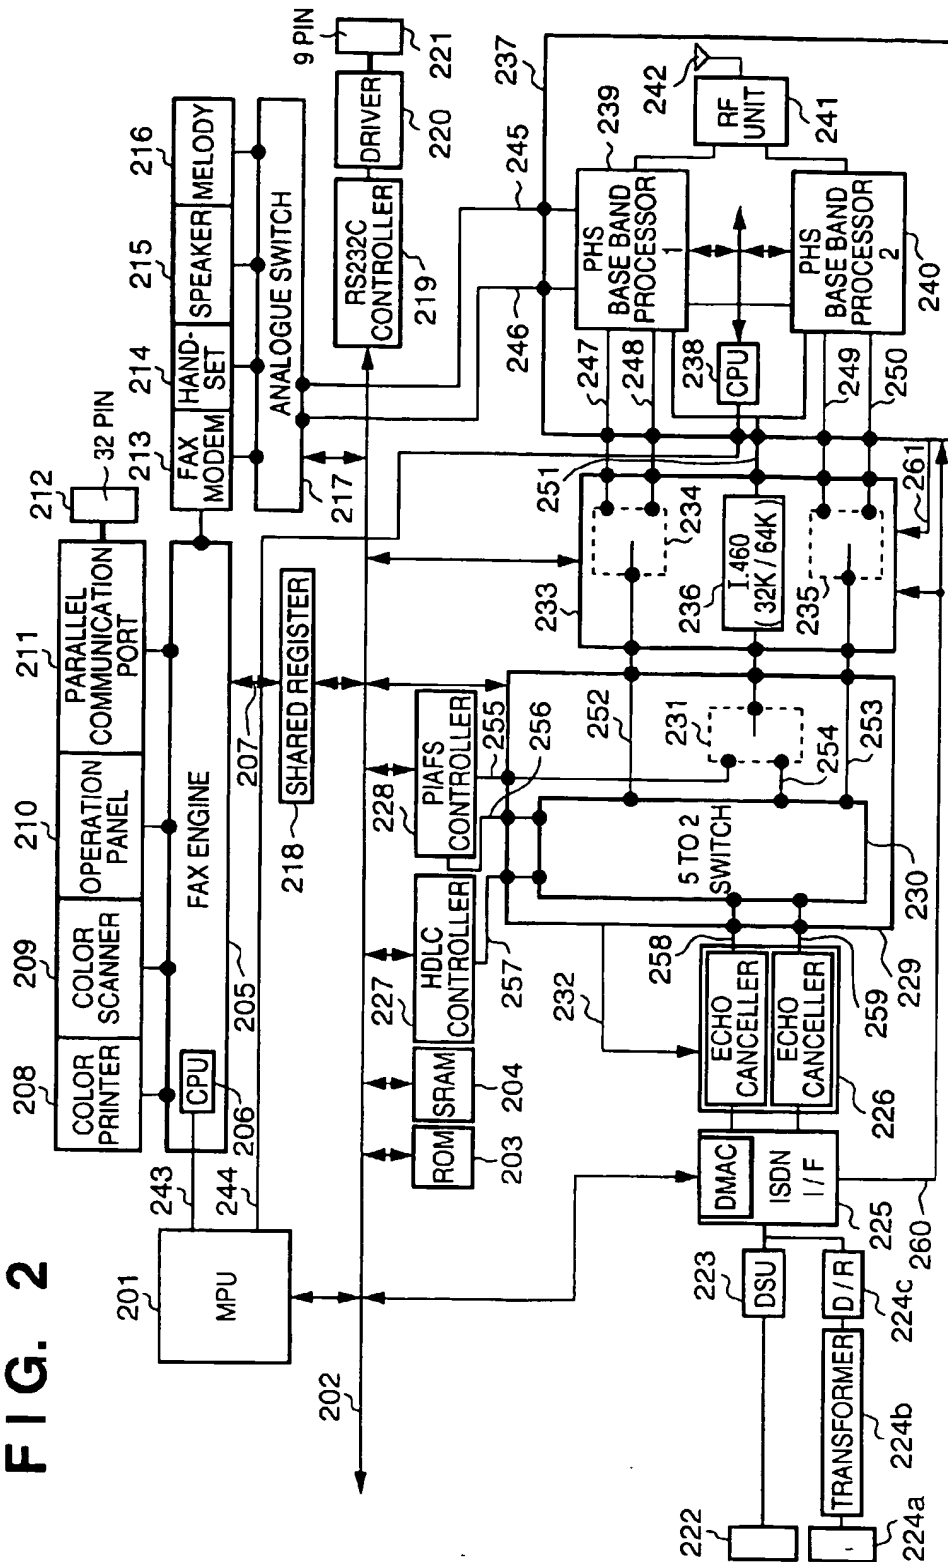 FIG. 2
201
MPU
202
243
244
208
COLOR
PRINTER
209
COLOR
SCANNER
210
OPERATION
PANEL
211
PARALLEL
COMMUNICATION
PORT
212
32 PIN
CPU
206
FAX ENGINE
205
207
213
FAX
MODEM
214
HAND-
SET
215
SPEAKER
216
MELODY
ANALOGUE SWITCH
217
218
SHARED REGISTER
RS232C
CONTROLLER
219
DRIVER
220
9 PIN
221
ROM
203
SRAM
204
227
HDLC
CONTROLLER
228
PIAFS
CONTROLLER
255
256
257
232
222
223
DSU
224a
TRANSFORMER
224b
D/R
224c
DMAC
ISDN
I/F
225
260
ECHO
CANCELLER
ECHO
CANCELLER
226
258
259
229
5 TO 2
SWITCH
230
252
231
254
253
233
234
236
I.460
(32K/64K)
235
251
261
237
245
246
247
248
238
CPU
249
250
239
PHS
BASE BAND
PROCESSOR
1
PHS
BASE BAND
PROCESSOR
2
240
242
RF
UNIT
241